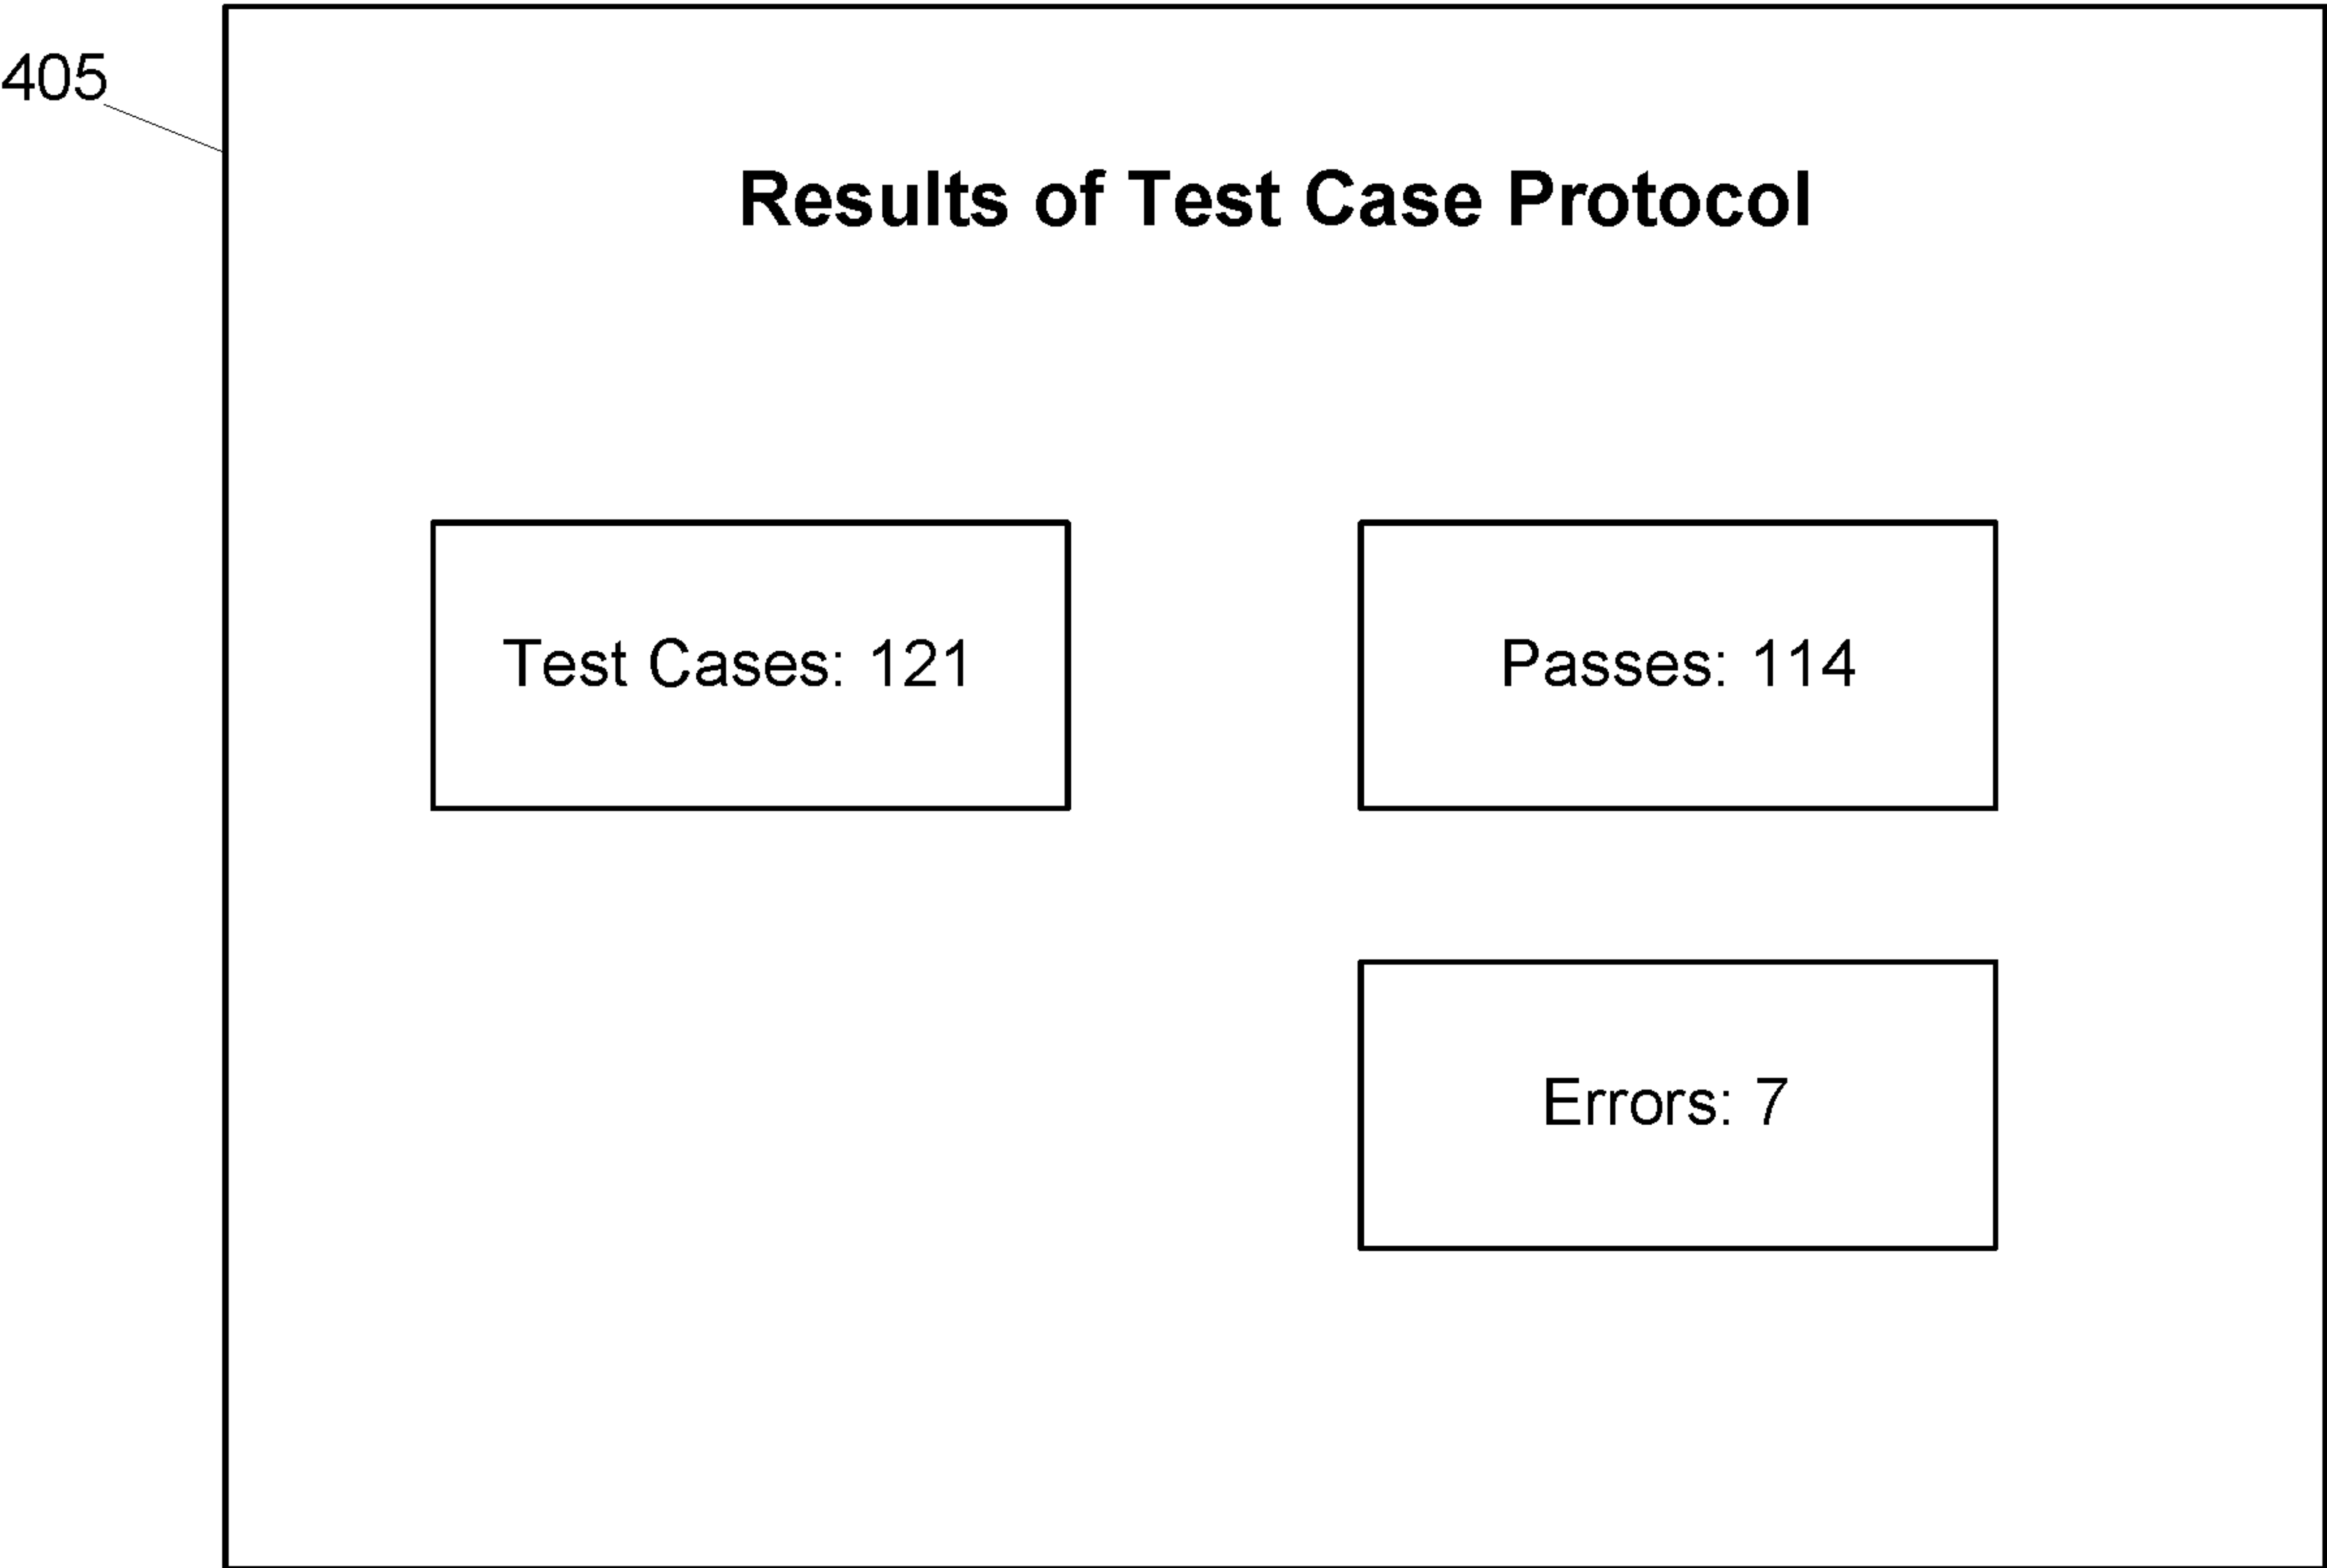 405
Results of Test Case Protocol
Test Cases: 121
Passes: 114
Errors: 7